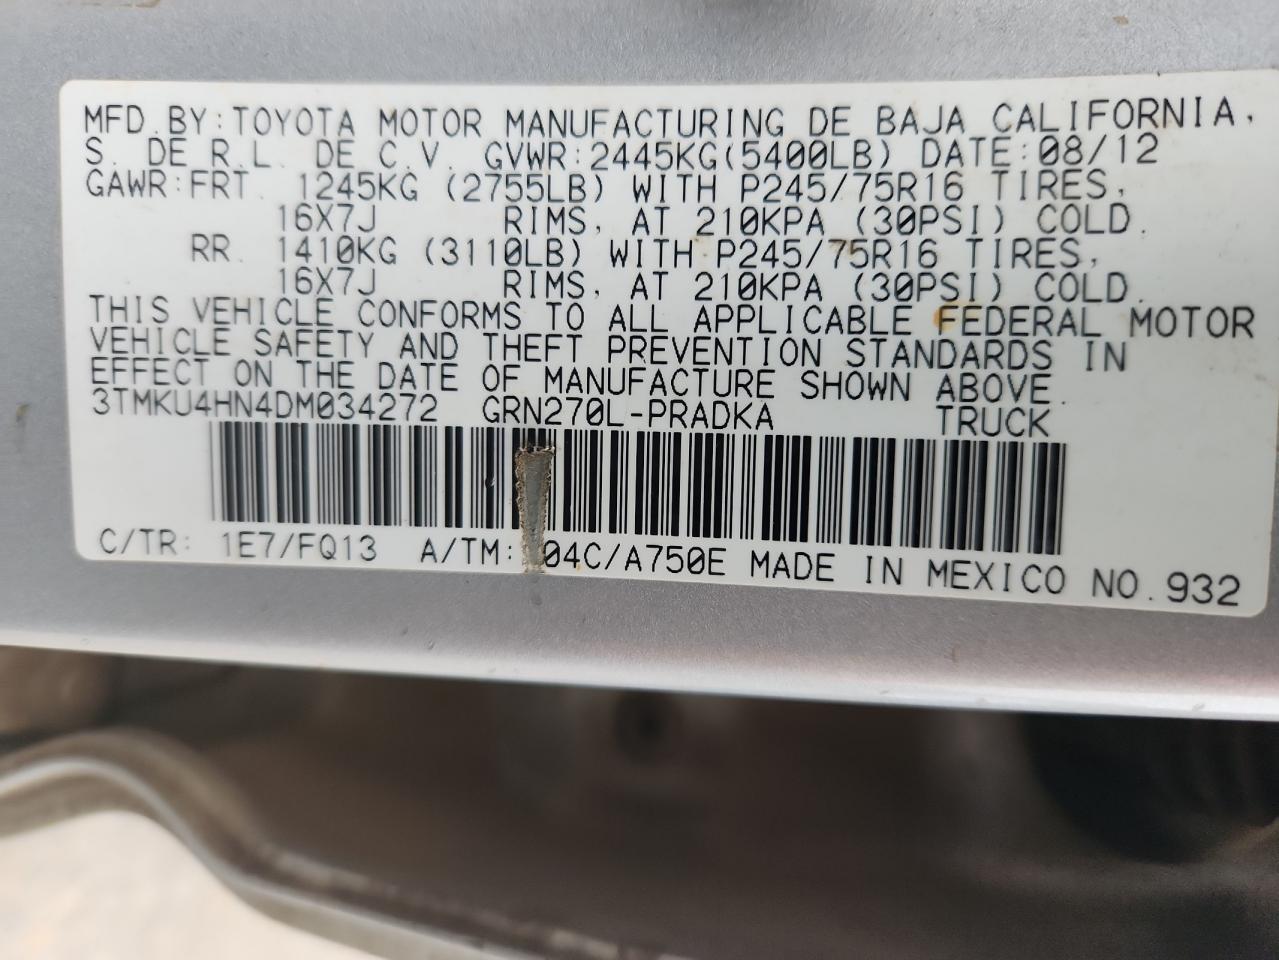 MFD.BY:TOYOTA MOTOR MANUFACTURING DE BAJA CALIFORNIA,
S. DE R.L. DE C.V. GVWR:2445KG(5400LB) DATE:08/12
GAWR:FRT. 1245KG (2755LB) WITH P245/75R16 TIRES,
16X7J RIMS, AT 210KPA (30PSI) COLD.
RR. 1410KG (3110LB) WITH P245/75R16 TIRES,
16X7J RIMS, AT 210KPA (30PSI) COLD.
THIS VEHICLE CONFORMS TO ALL APPLICABLE FEDERAL MOTOR
VEHICLE SAFETY AND THEFT PREVENTION STANDARDS IN
EFFECT ON THE DATE OF MANUFACTURE SHOWN ABOVE.
3TMKU4HN4DM034272 GRN270L-PRADKA TRUCK
C/TR: 1E7/FQ13 A/TM: 04C/A750E MADE IN MEXICO NO.932